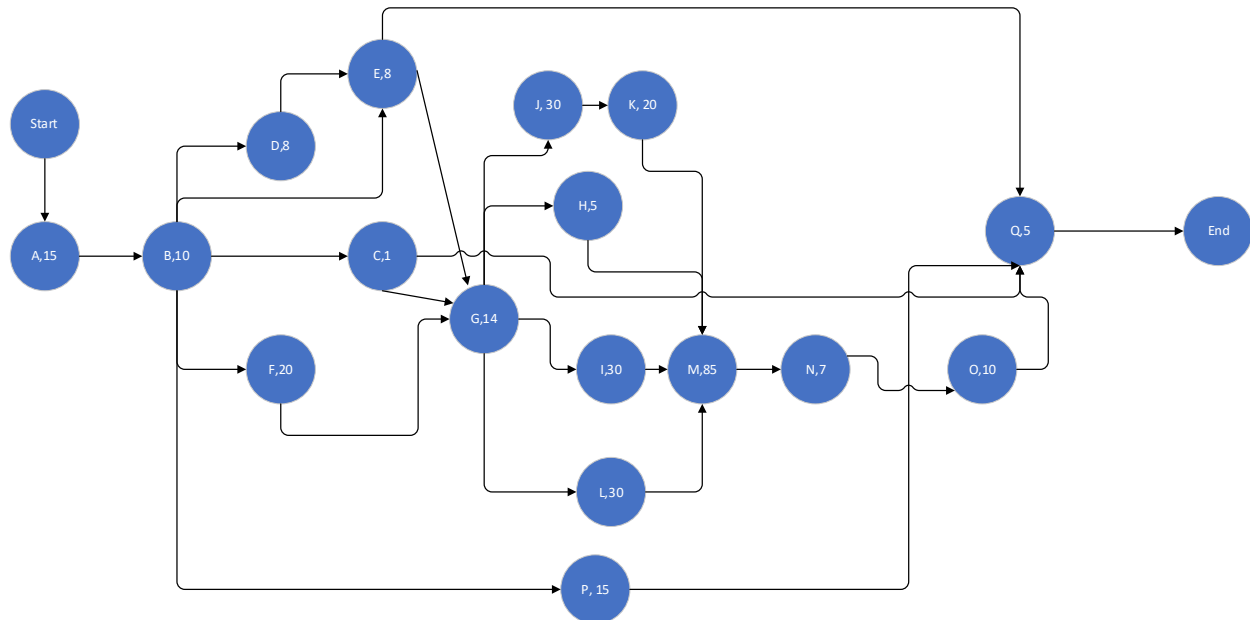 E,8
J, 30
K, 20
Start
D,8
H,5
A,15
B,10
C,1
Q,5
End
G,14
F,20
I,30
M,85
N,7
O,10
L,30
P, 15